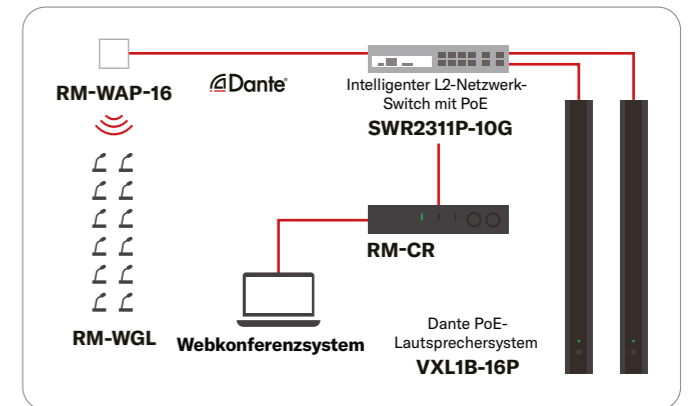 RM-WAP-16
Dante®
Intelligenter L2-Netzwerk-
Switch mit PoE
SWR2311P-10G
RM-CR
RM-WGL
Webkonferenzsystem
Dante PoE-
Lautsprechersystem
VXL1B-16P